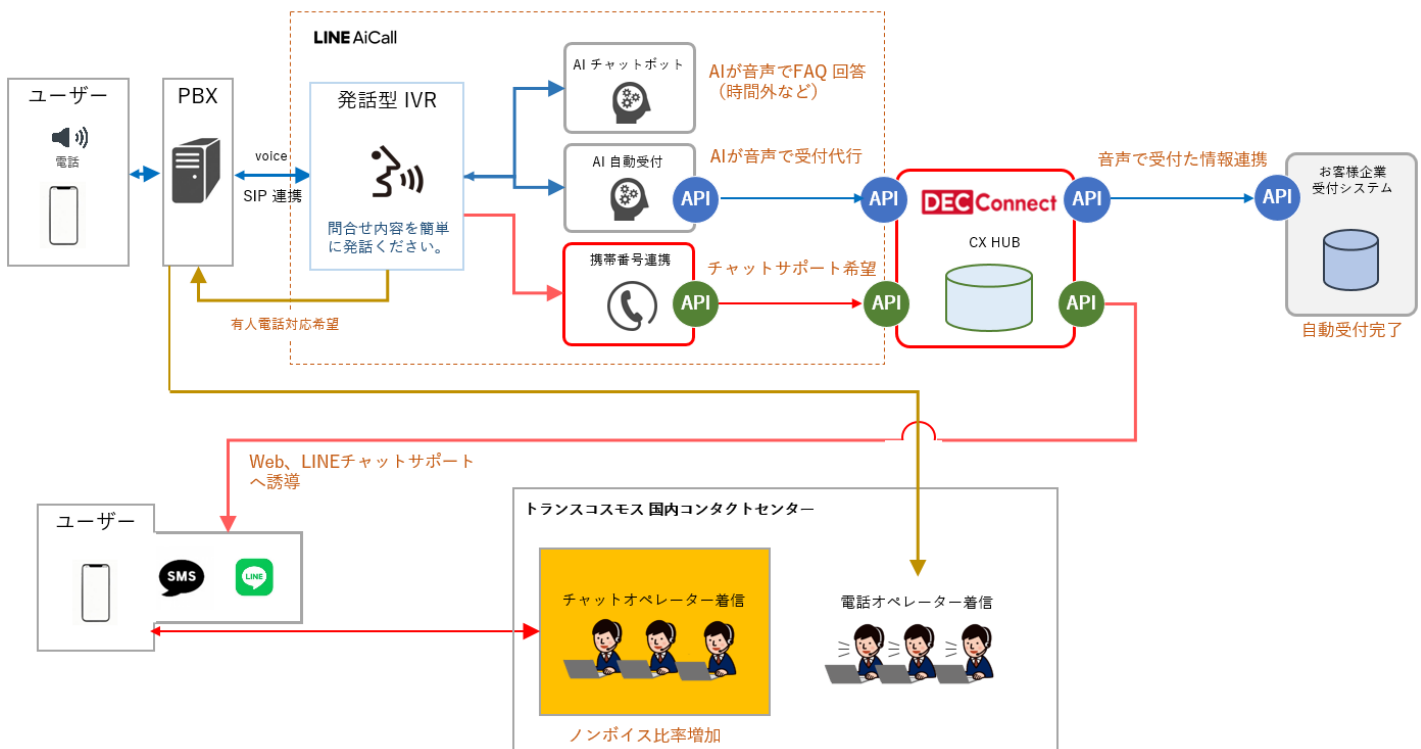 LINE AiCall
ユーザー
電話
PBX
voice
SIP 連携
発話型 IVR
問合せ内容を簡単
に発話ください。
有人電話対応希望
AI チャットボット
AIが音声でFAQ 回答
（時間外など）
AI 自動受付
API
AIが音声で受付代行
API
携帯番号連携
API
チャットサポート希望
API
DEC Connect
CX HUB
API
API
音声で受付た情報連携
API
お客様企業
受付システム
自動受付完了
Web、LINEチャットサポート
へ誘導
ユーザー
SMS
LINE
トランスコスモス 国内コンタクトセンター
チャットオペレーター着信
電話オペレーター着信
ノンボイス比率増加